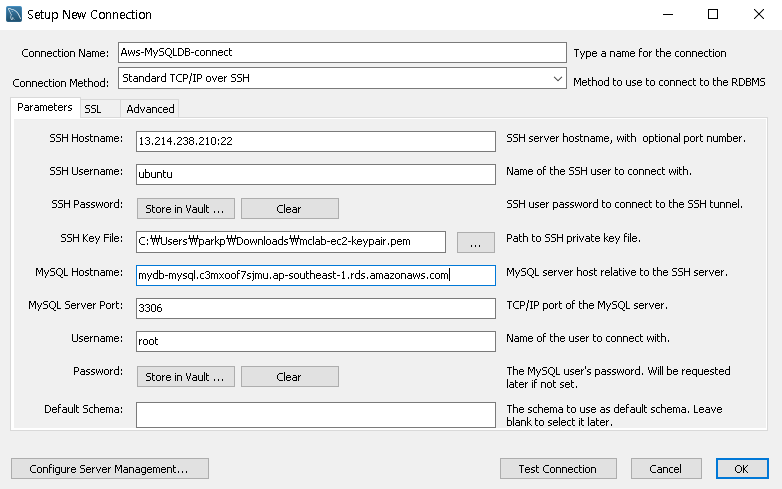 Setup New Connection
Connection Name: Aws-MySQLDB-connect Type a name for the connection
Connection Method: Standard TCP/IP over SSH Method to use to connect to the RDBMS
Parameters SSL Advanced
SSH Hostname: 13.214.238.210:22 SSH server hostname, with optional port number.
SSH Username: ubuntu Name of the SSH user to connect with.
SSH Password: Store in Vault ... Clear SSH user password to connect to the SSH tunnel.
SSH Key File: C:₩Users₩parkp₩Downloads₩mclab-ec2-keypair.pem ... Path to SSH private key file.
MySQL Hostname: mydb-mysql.c3mxoof7sjmu.ap-southeast-1.rds.amazonaws.com MySQL server host relative to the SSH server.
MySQL Server Port: 3306 TCP/IP port of the MySQL server.
Username: root Name of the user to connect with.
Password: Store in Vault ... Clear The MySQL user's password. Will be requested
later if not set.
Default Schema: The schema to use as default schema. Leave
blank to select it later.
Configure Server Management... Test Connection Cancel OK